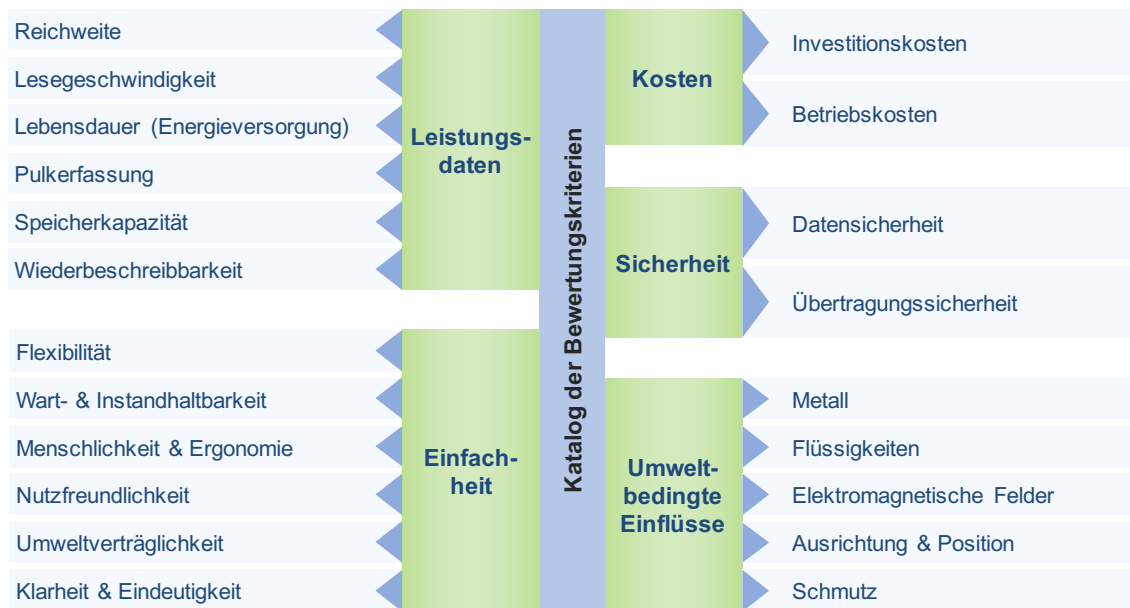 Reichweite
Lesegeschwindigkeit
Lebensdauer (Energieversorgung)
Pulkerfassung
Speicherkapazität
Wiederbeschreibbarkeit
Leistungs-
daten
Flexibilität
Wart- & Instandhaltbarkeit
Menschlichkeit & Ergonomie
Nutzfreundlichkeit
Umweltverträglichkeit
Klarheit & Eindeutigkeit
Einfach-
heit
Katalog der Bewertungskriterien
Kosten
Investitionskosten
Betriebskosten
Sicherheit
Datensicherheit
Übertragungssicherheit
Umwelt-
bedingte
Einflüsse
Metall
Flüssigkeiten
Elektromagnetische Felder
Ausrichtung & Position
Schmutz